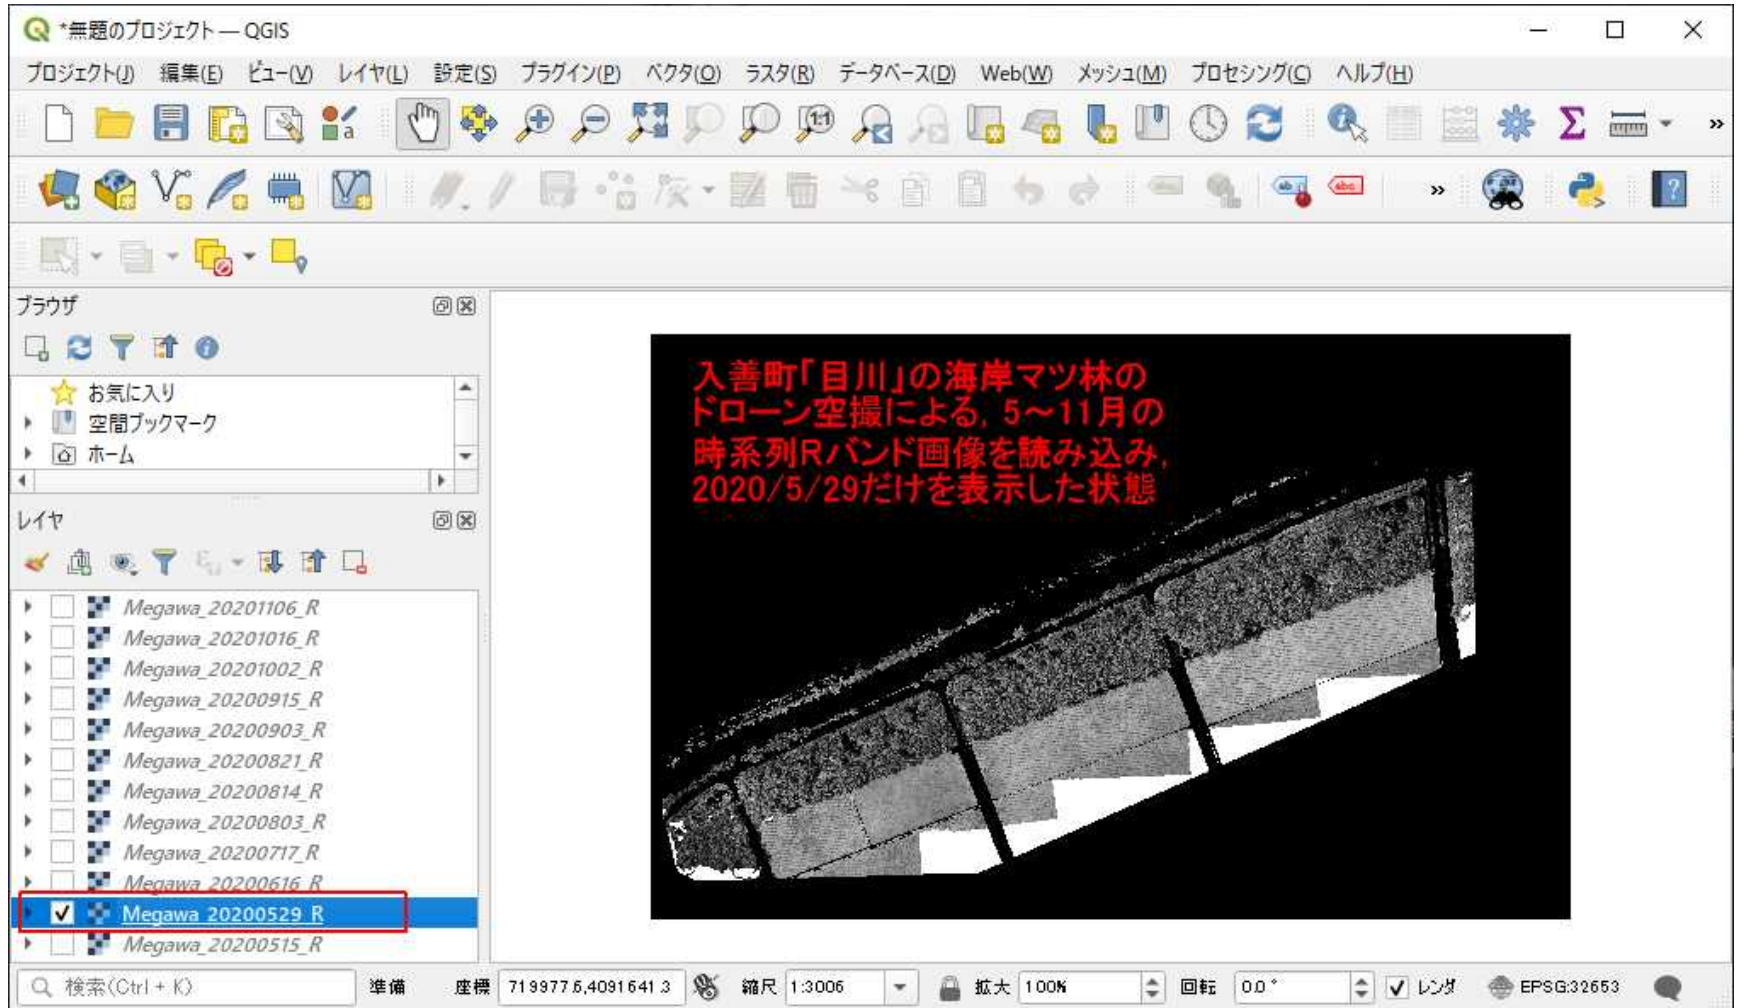 *無題のプロジェクト — QGIS
プロジェクト(J) 編集(E) ビュー(V) レイヤ(L) 設定(S) プラグイン(P) ベクタ(O) ラスタ(R) データベース(D) Web(W) メッシュ(M) プロセシング(C) ヘルプ(H)
ブラウザ
お気に入り
空間ブックマーク
ホーム
レイヤ
Megawa_20201106_R
Megawa_20201016_R
Megawa_20201002_R
Megawa_20200915_R
Megawa_20200903_R
Megawa_20200821_R
Megawa_20200814_R
Megawa_20200803_R
Megawa_20200717_R
Megawa_20200616_R
Megawa_20200529_R
Megawa_20200515_R
入善町「目川」の海岸マツ林の
ドローン空撮による, 5～11月の
時系列Rバンド画像を読み込み,
2020/5/29だけを表示した状態
検索(Ctrl + K) 準備 座標 719977.6,4091641.3 縮尺 1:3006 拡大 100% 回転 0.0 ° レンダ EPSG:32653